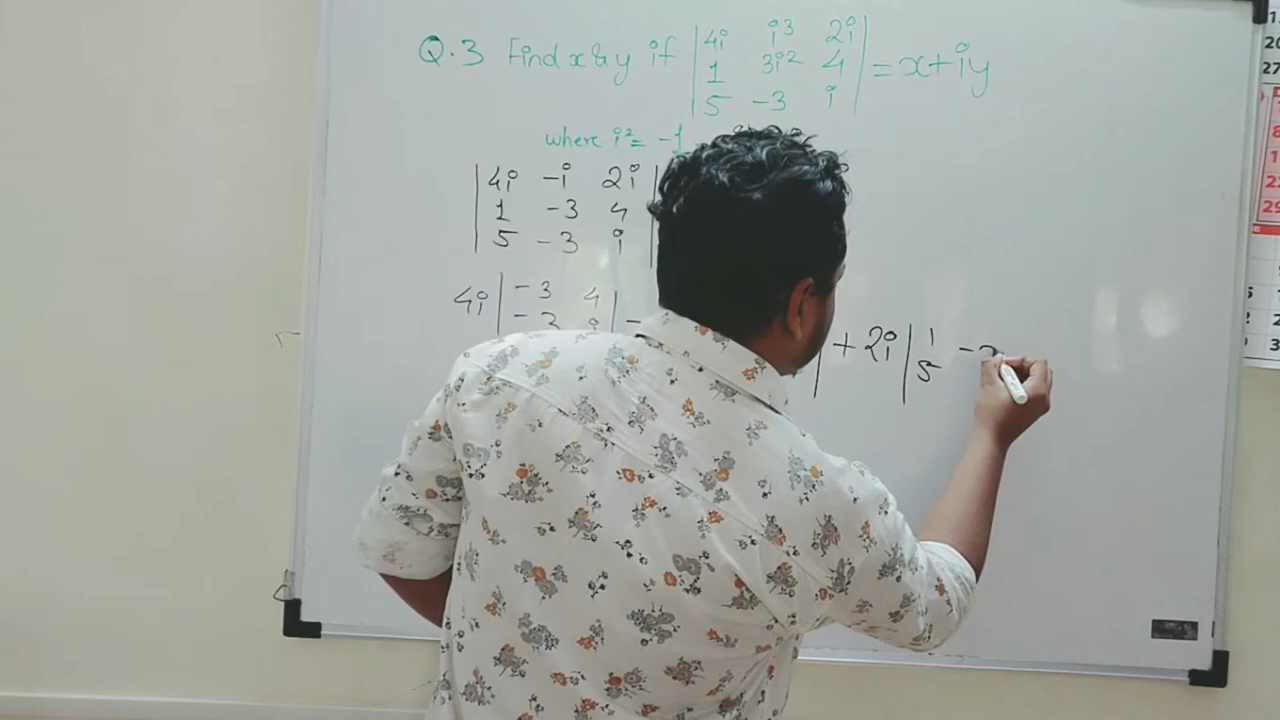 Q.3 Find x & y if | 4i i³ 2i | = x+iy
| 1 3i² 4 |
| 5 -3 i |
where i² = -1
| 4i -i 2i |
| 1 -3 4 |
| 5 -3 i |
4i | -3 4 | - | + 2i | 1 -3
| -3 i | 5